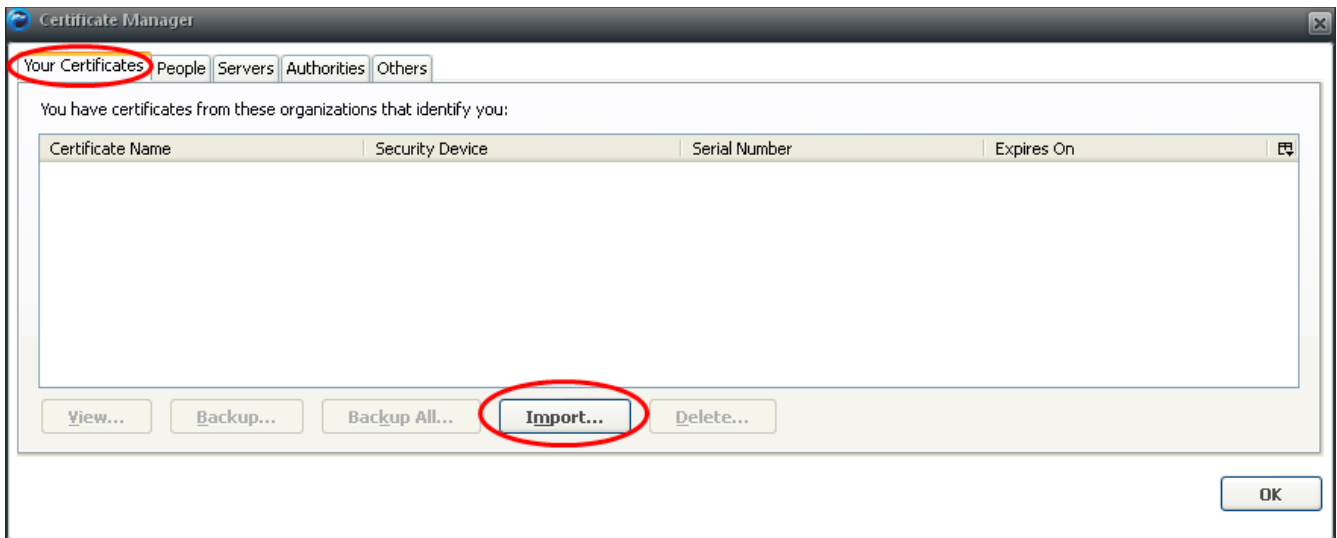 Certificate Manager
Your Certificates People Servers Authorities Others
You have certificates from these organizations that identify you:
Certificate Name Security Device Serial Number Expires On
View... Backup... Backup All... Import... Delete...
OK